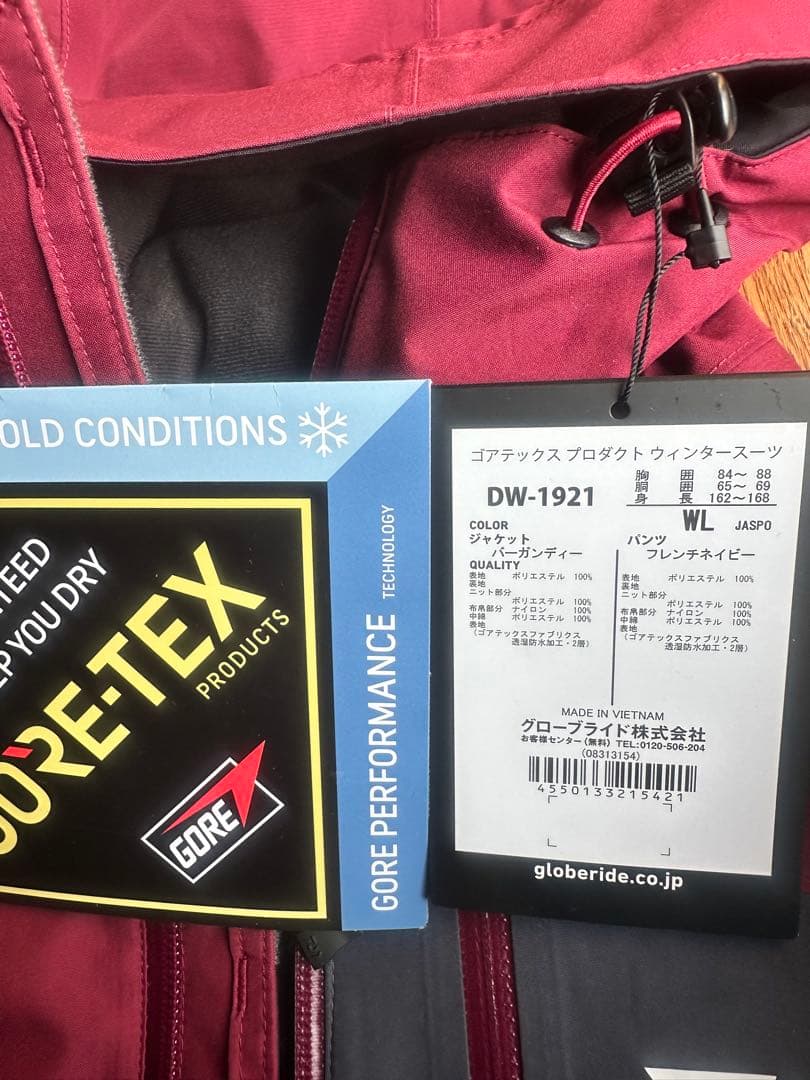 OLD CONDITIONS
TEED
EP YOU DRY
ORE-TEX
PRODUCTS
GORE
GORE PERFORMANCE TECHNOLOGY
ゴアテックス プロダクト ウィンタースーツ
DW-1921
胸 囲 84～ 88
胴 囲 65～ 69
身 長 162～168
WL JASPO
COLOR
ジャケット
バーガンディー
QUALITY
表地 ポリエステル 100%
裏地
ニット部分
ポリエステル 100%
布帛部分 ナイロン 100%
中綿 ポリエステル 100%
表地
(ゴアテックスファブリクス
透湿防水加工・2層)
パンツ
フレンチネイビー
表地 ポリエステル 100%
裏地
ニット部分
ポリエステル 100%
布帛部分 ナイロン 100%
中綿 ポリエステル 100%
表地
(ゴアテックスファブリクス
透湿防水加工・2層)
MADE IN VIETNAM
グローブライド株式会社
お客様センター(無料) TEL:0120-506-204
(08313154)
4550133215421
globeride.co.jp